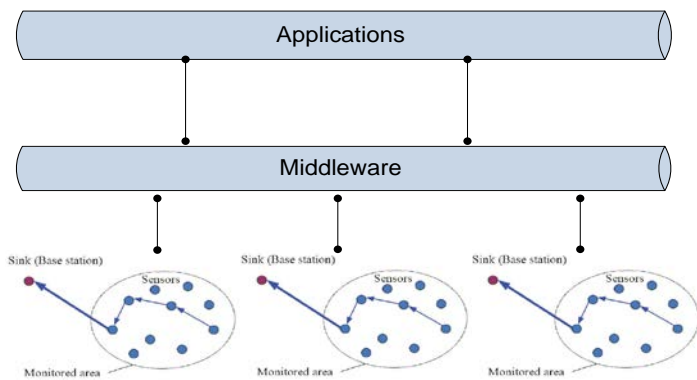 Applications
Middleware
Sink (Base station)
Sensors
Monitored area
Sink (Base station)
Sensors
Monitored area
Sink (Base station)
Sensors
Monitored area